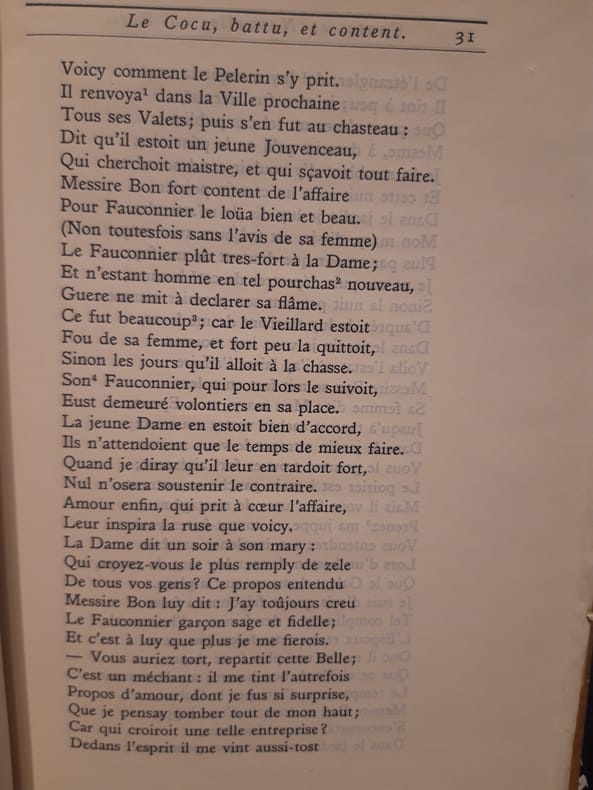 Le Cocu, battu, et content. 31
Voicy comment le Pelerin s'y prit.
Il renvoya¹ dans la Ville prochaine
Tous ses Valets; puis s'en fut au chasteau :
Dit qu'il estoit un jeune Jouvenceau,
Qui cherchoit maistre, et qui sçavoit tout faire.
Messire Bon fort content de l'affaire
Pour Fauconnier le loüa bien et beau.
(Non toutesfois sans l'avis de sa femme)
Le Fauconnier plût tres-fort à la Dame;
Et n'estant homme en tel pourchas² nouveau,
Guere ne mit à declarer sa flâme.
Ce fut beaucoup³; car le Vieillard estoit
Fou de sa femme, et fort peu la quittoit,
Sinon les jours qu'il alloit à la chasse.
Son⁴ Fauconnier, qui pour lors le suivoit,
Eust demeuré volontiers en sa place.
La jeune Dame en estoit bien d'accord,
Ils n'attendoient que le temps de mieux faire.
Quand je diray qu'il leur en tardoit fort,
Nul n'osera soustenir le contraire.
Amour enfin, qui prit à cœur l'affaire,
Leur inspira la ruse que voicy.
La Dame dit un soir à son mary :
Qui croyez-vous le plus remply de zele
De tous vos gens? Ce propos entendu
Messire Bon luy dit : J'ay toûjours creu
Le Fauconnier garçon sage et fidelle;
Et c'est à luy que plus je me fierois.
— Vous auriez tort, repartit cette Belle;
C'est un méchant : il me tint l'autrefois
Propos d'amour, dont je fus si surprise,
Que je pensay tomber tout de mon haut;
Car qui croiroit une telle entreprise?
Dedans l'esprit il me vint aussi-tost